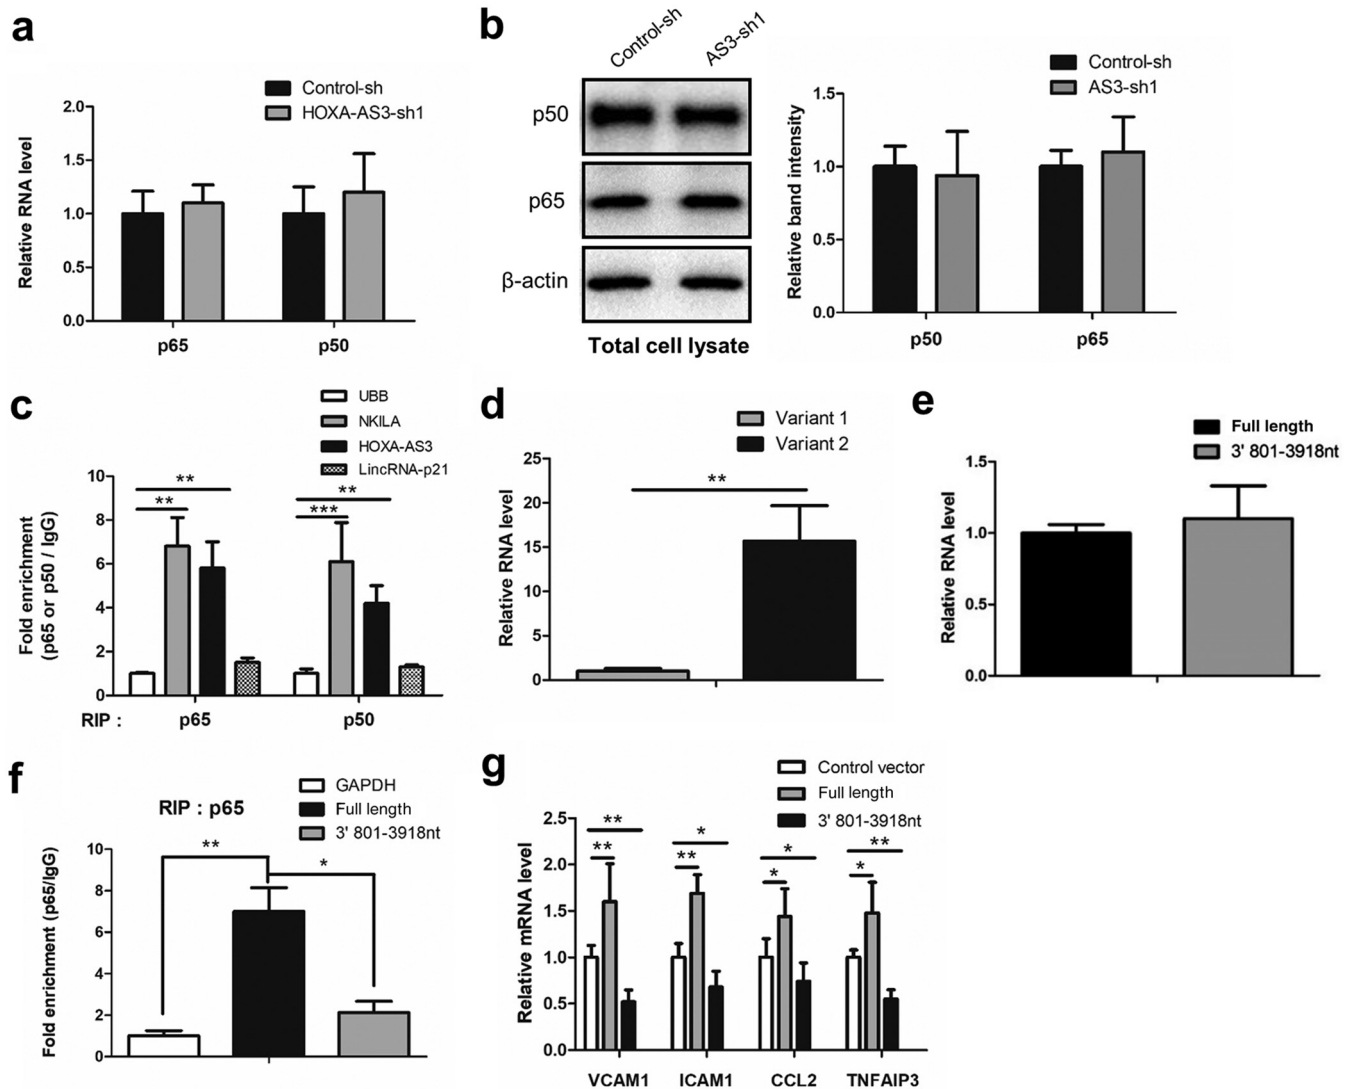 a
Control-sh
HOXA-AS3-sh1
Relative RNA level
2.0
1.5
1.0
0.5
0.0
p65
p50
b
Control-sh
AS3-sh1
p50
p65
β-actin
Total cell lysate
Control-sh
AS3-sh1
Relative band intensity
1.5
1.0
0.5
0.0
p50
p65
c
UBB
NKILA
HOXA-AS3
LincRNA-p21
Fold enrichment
(p65 or p50 / IgG)
10
8
6
4
2
0
**
**
**
***
RIP :
p65
p50
d
Variant 1
Variant 2
Relative RNA level
25
20
15
10
5
0
**
e
Full length
3' 801-3918nt
Relative RNA level
1.5
1.0
0.5
0.0
f
GAPDH
Full length
3' 801-3918nt
RIP : p65
Fold enrichment (p65/IgG)
10
8
6
4
2
0
**
*
g
Control vector
Full length
3' 801-3918nt
Relative mRNA level
2.5
2.0
1.5
1.0
0.5
0.0
**
**
*
**
*
*
**
*
VCAM1
ICAM1
CCL2
TNFAIP3